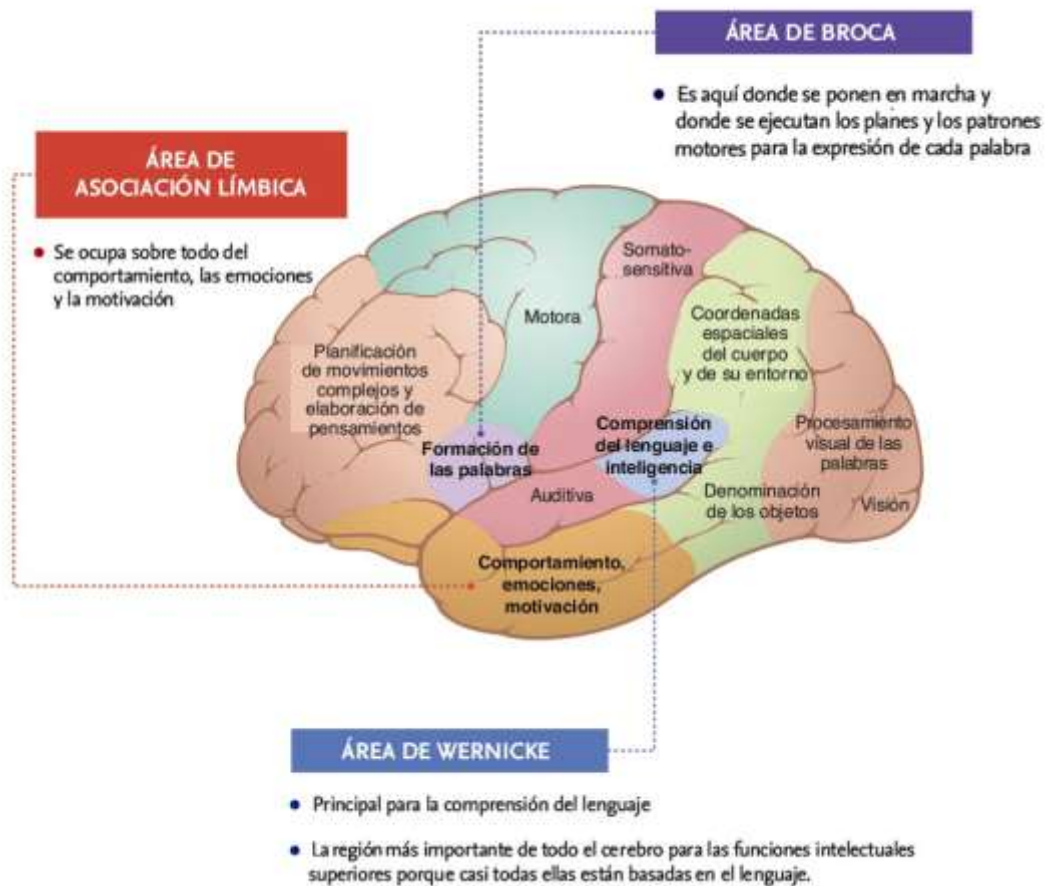 ÁREA DE BROCA
• Es aquí donde se ponen en marcha y
donde se ejecutan los planes y los patrones
motores para la expresión de cada palabra
ÁREA DE
ASOCIACIÓN LÍMBICA
• Se ocupa sobre todo del
comportamiento, las emociones
y la motivación
Somato-
sensitiva
Motora
Coordenadas
espaciales
del cuerpo
y de su entorno
Planificación
de movimientos
complejos y
elaboración de
pensamientos
Formación de
las palabras
Comprensión
del lenguaje e
inteligencia
Procesamiento
visual de las
palabras
Auditiva
Denominación
de los objetos
Visión
Comportamiento,
emociones,
motivación
ÁREA DE WERNICKE
• Principal para la comprensión del lenguaje
• La región más importante de todo el cerebro para las funciones intelectuales
superiores porque casi todas ellas están basadas en el lenguaje.